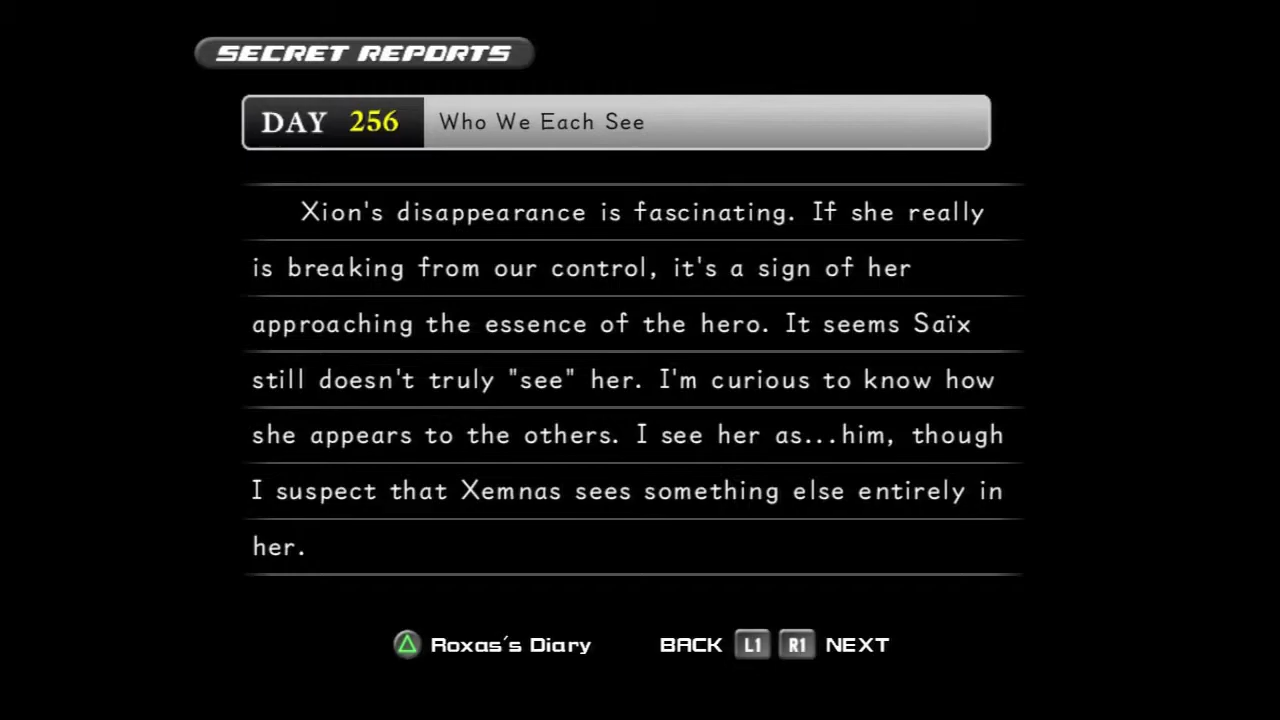 SECRET REPORTS
DAY 256 Who We Each See
Xion's disappearance is fascinating. If she really
is breaking from our control, it's a sign of her
approaching the essence of the hero. It seems Saïx
still doesn't truly "see" her. I'm curious to know how
she appears to the others. I see her as...him, though
I suspect that Xemnas sees something else entirely in
her.
Roxas's Diary BACK L1 R1 NEXT